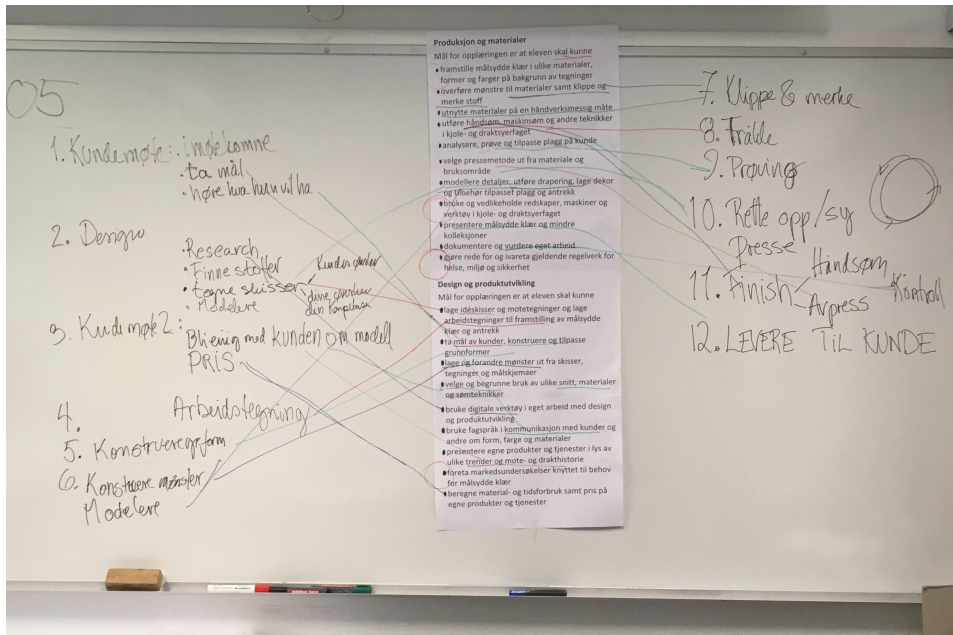 05
1. Kundemøte: · imøtekomne
· ta mål
· høre hva hun vil ha
2. Design
· Research
· Finne stoffer
· tegne skisser
· Modelere
Kundens ønsker
dine ønsker
din kompetanse
3. Kundemøte 2:
Bli enig med kunden om modell
PRIS
4. Arbeidstegning
5. Konstruere grform
6. Konstruere mønster
Modelere
Produksjon og materialer
Mål for opplæringen er at eleven skal kunne
• framstille målsydde klær i ulike materialer,
former og farger på bakgrunn av tegninger
• overføre mønstre til materialer samt klippe og
merke stoff
• utnytte materialer på en håndverksmessig måte
• utføre håndsøm, maskinsøm og andre teknikker
i kjole- og draktsyerfaget
• analysere, prøve og tilpasse plagg på kunde
• velge pressemetode ut fra materiale og
bruksområde
• modellere detaljer, utføre drapering, lage dekor
og tilbehør tilpasset plagg og antrekk
• bruke og vedlikeholde redskaper, maskiner og
verktøy i kjole- og draktsyerfaget
• presentere målsydde klær og mindre
kolleksjoner
• dokumentere og vurdere eget arbeid
• gjøre rede for og ivareta gjeldende regelverk for
helse, miljø og sikkerhet
Design og produktutvikling
Mål for opplæringen er at eleven skal kunne
• lage idéskisser og motetegninger og lage
arbeidstegninger til framstilling av målsydde
klær og antrekk
• ta mål av kunder, konstruere og tilpasse
grunnformer
• lage og forandre mønster ut fra skisser,
tegninger og målskjemaer
• velge og begrunne bruk av ulike snitt, materialer
og sømteknikker
• bruke digitale verktøy i eget arbeid med design
og produktutvikling
• bruke fagspråk i kommunikasjon med kunder og
andre om form, farge og materialer
• presentere egne produkter og tjenester i lys av
ulike trender og mote- og drakthistorie
• foreta markedsundersøkelser knyttet til behov
for målsydde klær
• beregne material- og tidsforbruk samt pris på
egne produkter og tjenester
7. Klippe & merke
8. Tråkle
9. Prøving
10. Rette opp/sy
Presse
11. Finish
Håndsøm
Avpress
Kontroll
12. LEVERE TIL KUNDE